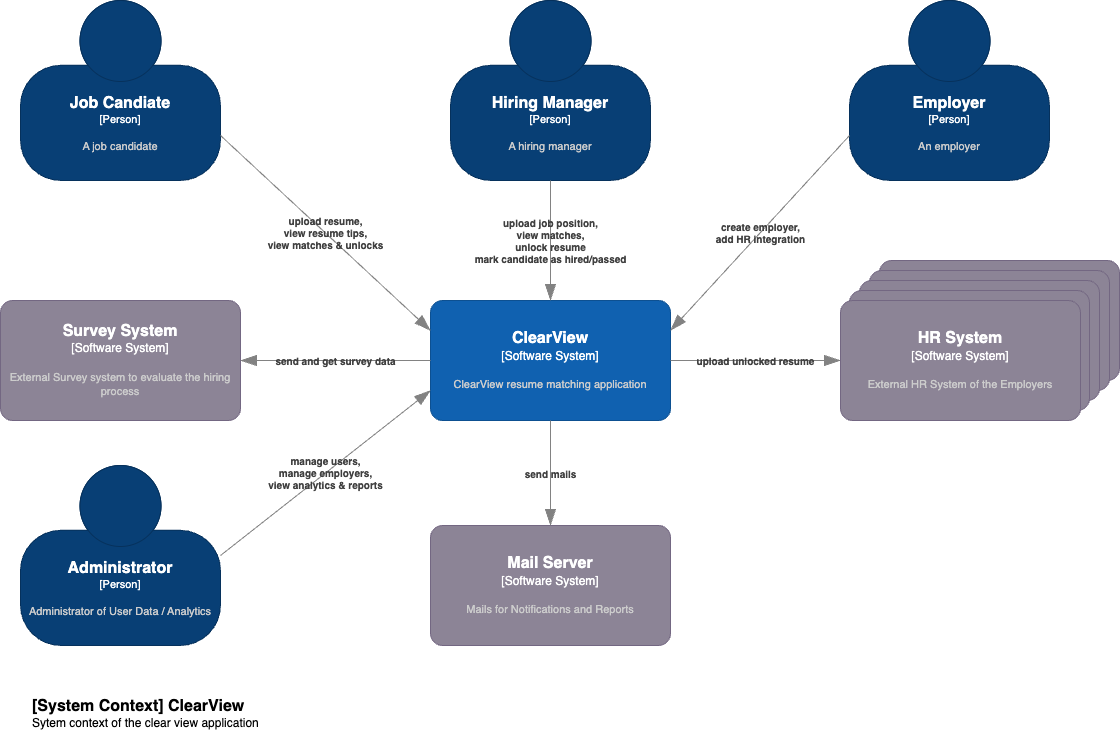 Job Candiate
[Person]
A job candidate
Hiring Manager
[Person]
A hiring manager
Employer
[Person]
An employer
upload resume,
view resume tips,
view matches & unlocks
upload job position,
view matches,
unlock resume
mark candidate as hired/passed
create employer,
add HR integration
Survey System
[Software System]
External Survey system to evaluate the hiring
process
send and get survey data
ClearView
[Software System]
ClearView resume matching application
upload unlocked resume
HR System
[Software System]
External HR System of the Employers
manage users,
manage employers,
view analytics & reports
send mails
Administrator
[Person]
Administrator of User Data / Analytics
Mail Server
[Software System]
Mails for Notifications and Reports
[System Context] ClearView
Sytem context of the clear view application